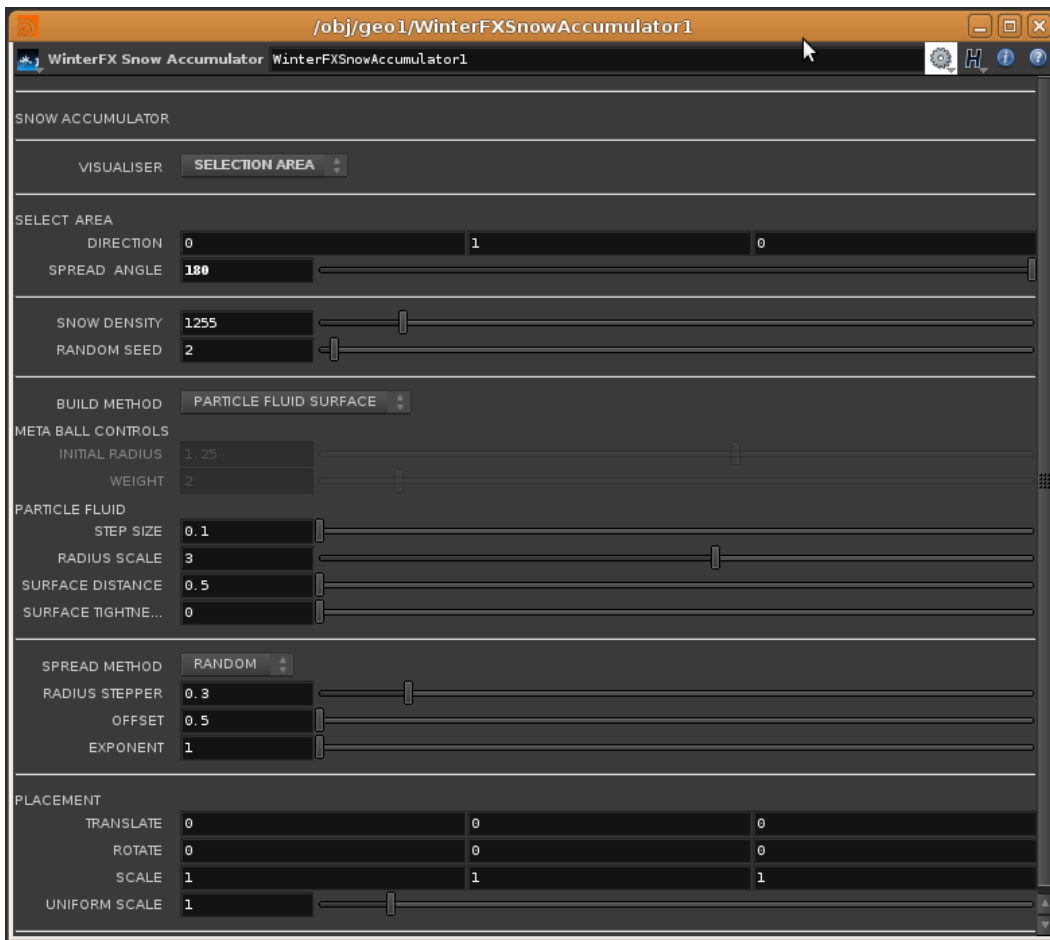 /obj/geo1/WinterFXSnowAccumulator1
WinterFX Snow Accumulator WinterFXSnowAccumulator1
SNOW ACCUMULATOR
VISUALISER SELECTION AREA
SELECT AREA
DIRECTION 0 1 0
SPREAD ANGLE 180
SNOW DENSITY 1255
RANDOM SEED 2
BUILD METHOD PARTICLE FLUID SURFACE
META BALL CONTROLS
INITIAL RADIUS 1.25
WEIGHT 2
PARTICLE FLUID
STEP SIZE 0.1
RADIUS SCALE 3
SURFACE DISTANCE 0.5
SURFACE TIGHTNE... 0
SPREAD METHOD RANDOM
RADIUS STEPPER 0.3
OFFSET 0.5
EXPONENT 1
PLACEMENT
TRANSLATE 0 0 0
ROTATE 0 0 0
SCALE 1 1 1
UNIFORM SCALE 1